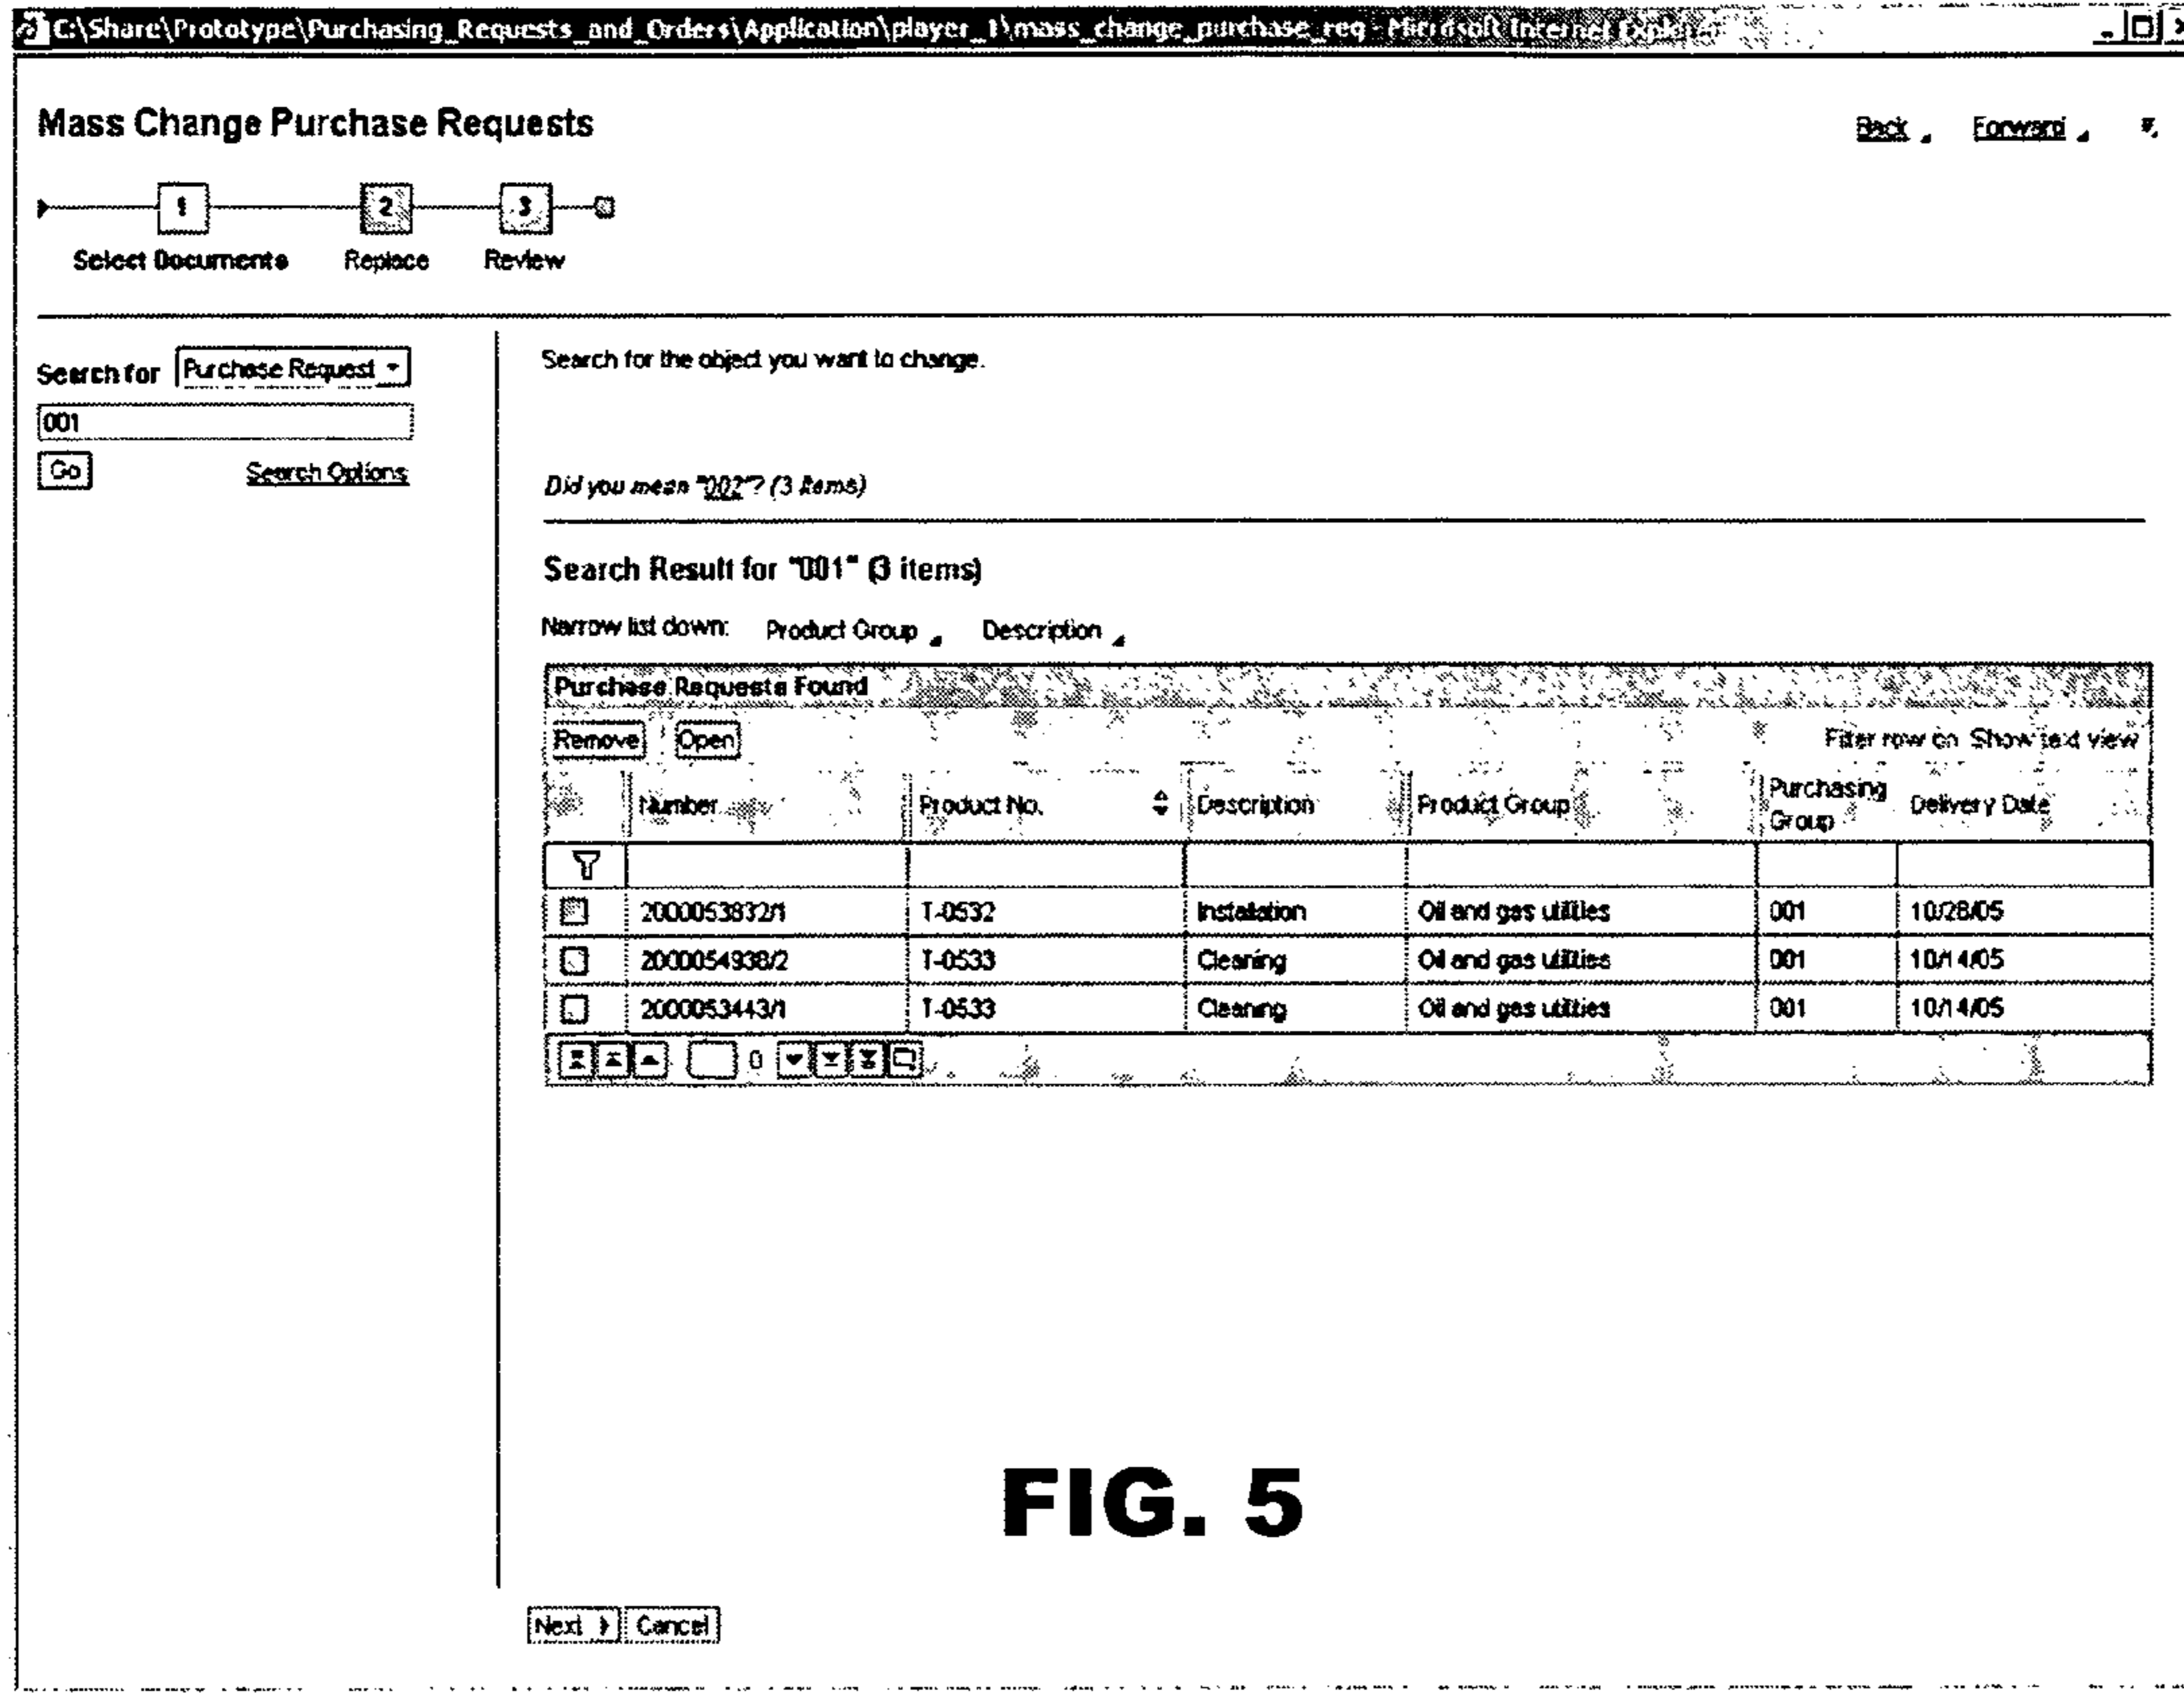 C:\Share\Prototype\Purchasing_Requests_and_Orders\Application\player_1\mass_change_purchase_req - Microsoft Internet Explorer
Mass Change Purchase Requests
Back Forward
1 2 3
Select Documents Replace Review
Search for Purchase Request
001
Go Search Options
Search for the object you want to change.
Did you mean "002"? (3 items)
Search Result for "001" (3 items)
Narrow list down: Product Group Description
Purchase Requests Found
Remove Open Filter row on Show text view
Number Product No. Description Product Group Purchasing Group Delivery Date
2000053832/1 T-0532 Installation Oil and gas utilities 001 10/28/05
2000054938/2 T-0533 Cleaning Oil and gas utilities 001 10/14/05
2000053443/1 T-0533 Cleaning Oil and gas utilities 001 10/14/05
0
FIG. 5
Next Cancel